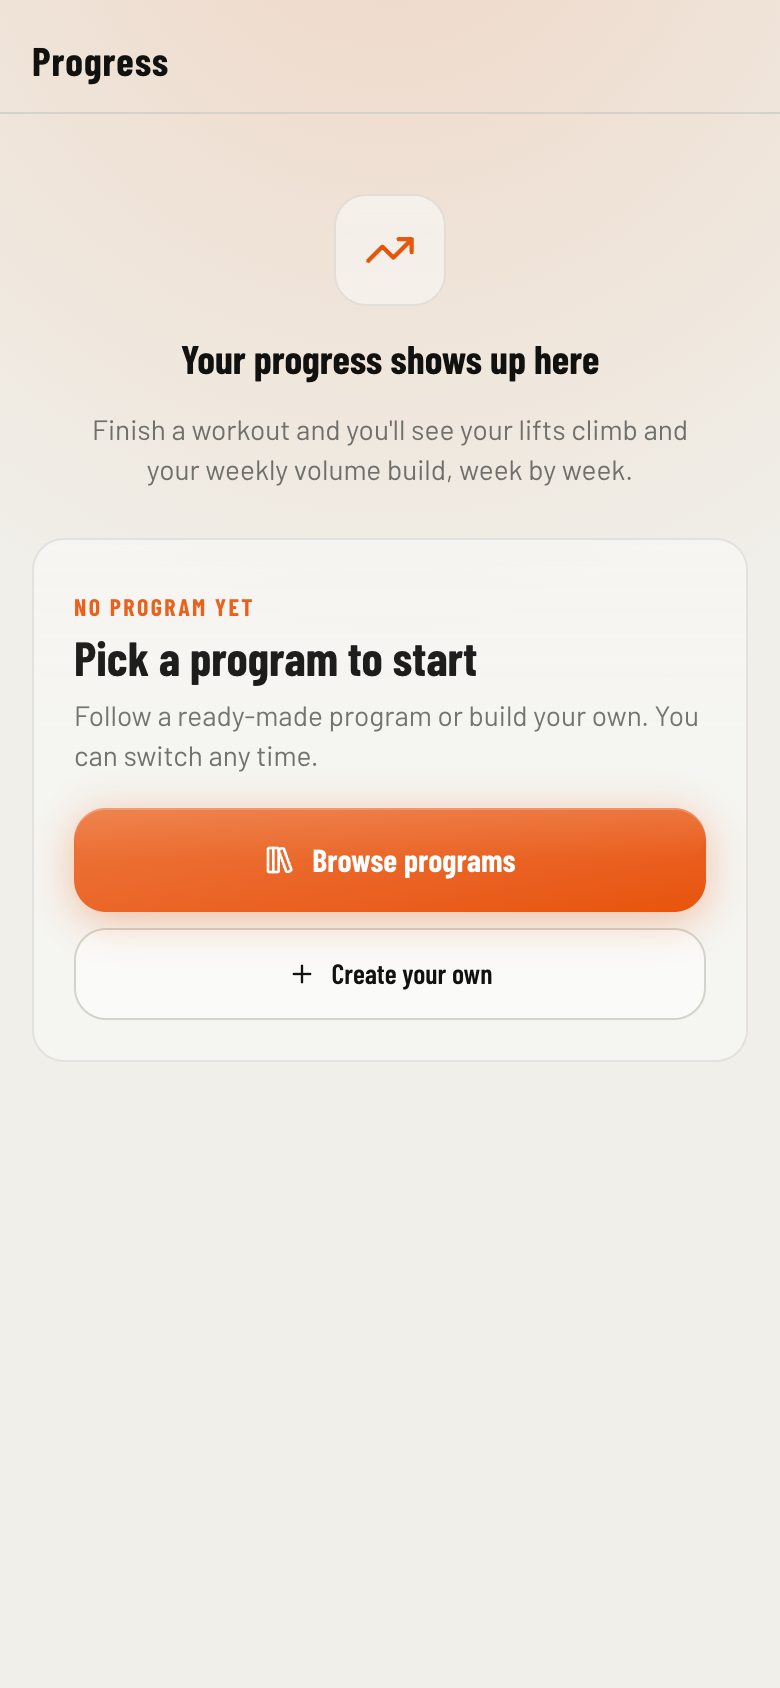 Progress
Your progress shows up here
Finish a workout and you'll see your lifts climb and
your weekly volume build, week by week.
NO PROGRAM YET
Pick a program to start
Follow a ready-made program or build your own. You
can switch any time.
Browse programs
Create your own